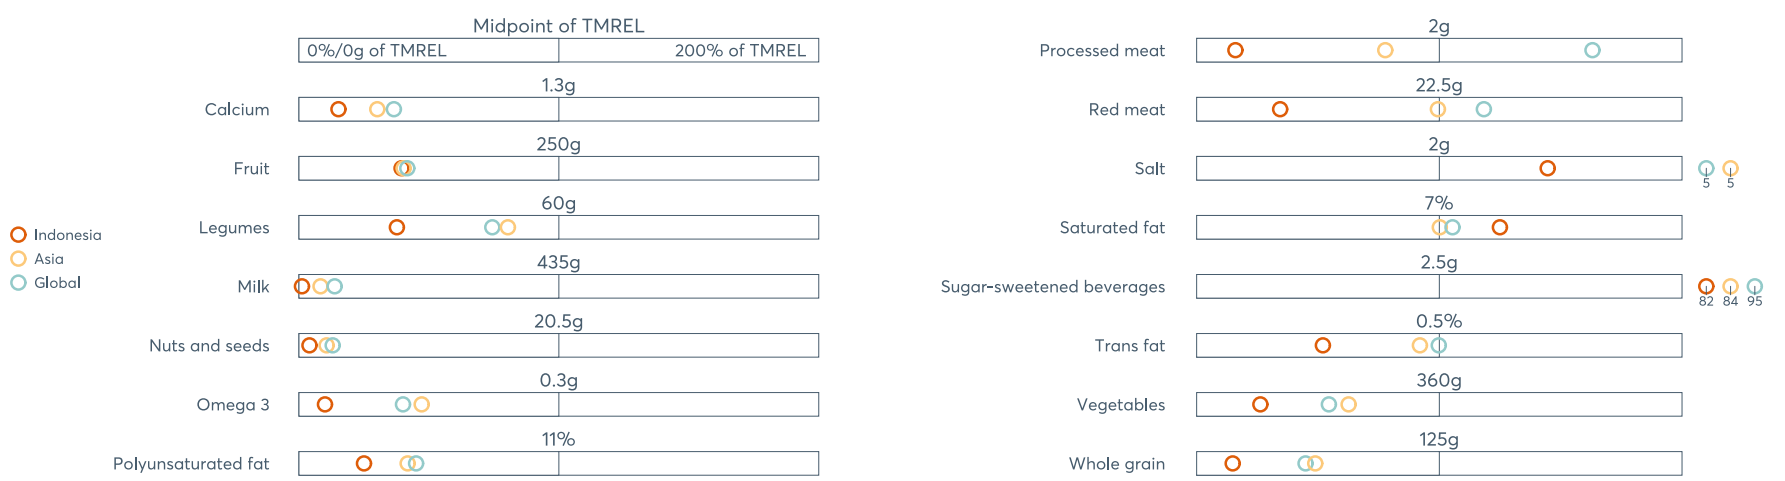 Midpoint of TMREL
0%/0g of TMREL 200% of TMREL
1.3g
Calcium
250g
Fruit
60g
Legumes
435g
Milk
20.5g
Nuts and seeds
0.3g
Omega 3
11%
Polyunsaturated fat
Indonesia
Asia
Global
2g
Processed meat
22.5g
Red meat
2g
Salt
5 5
7%
Saturated fat
2.5g
Sugar-sweetened beverages
82 84 95
0.5%
Trans fat
360g
Vegetables
125g
Whole grain